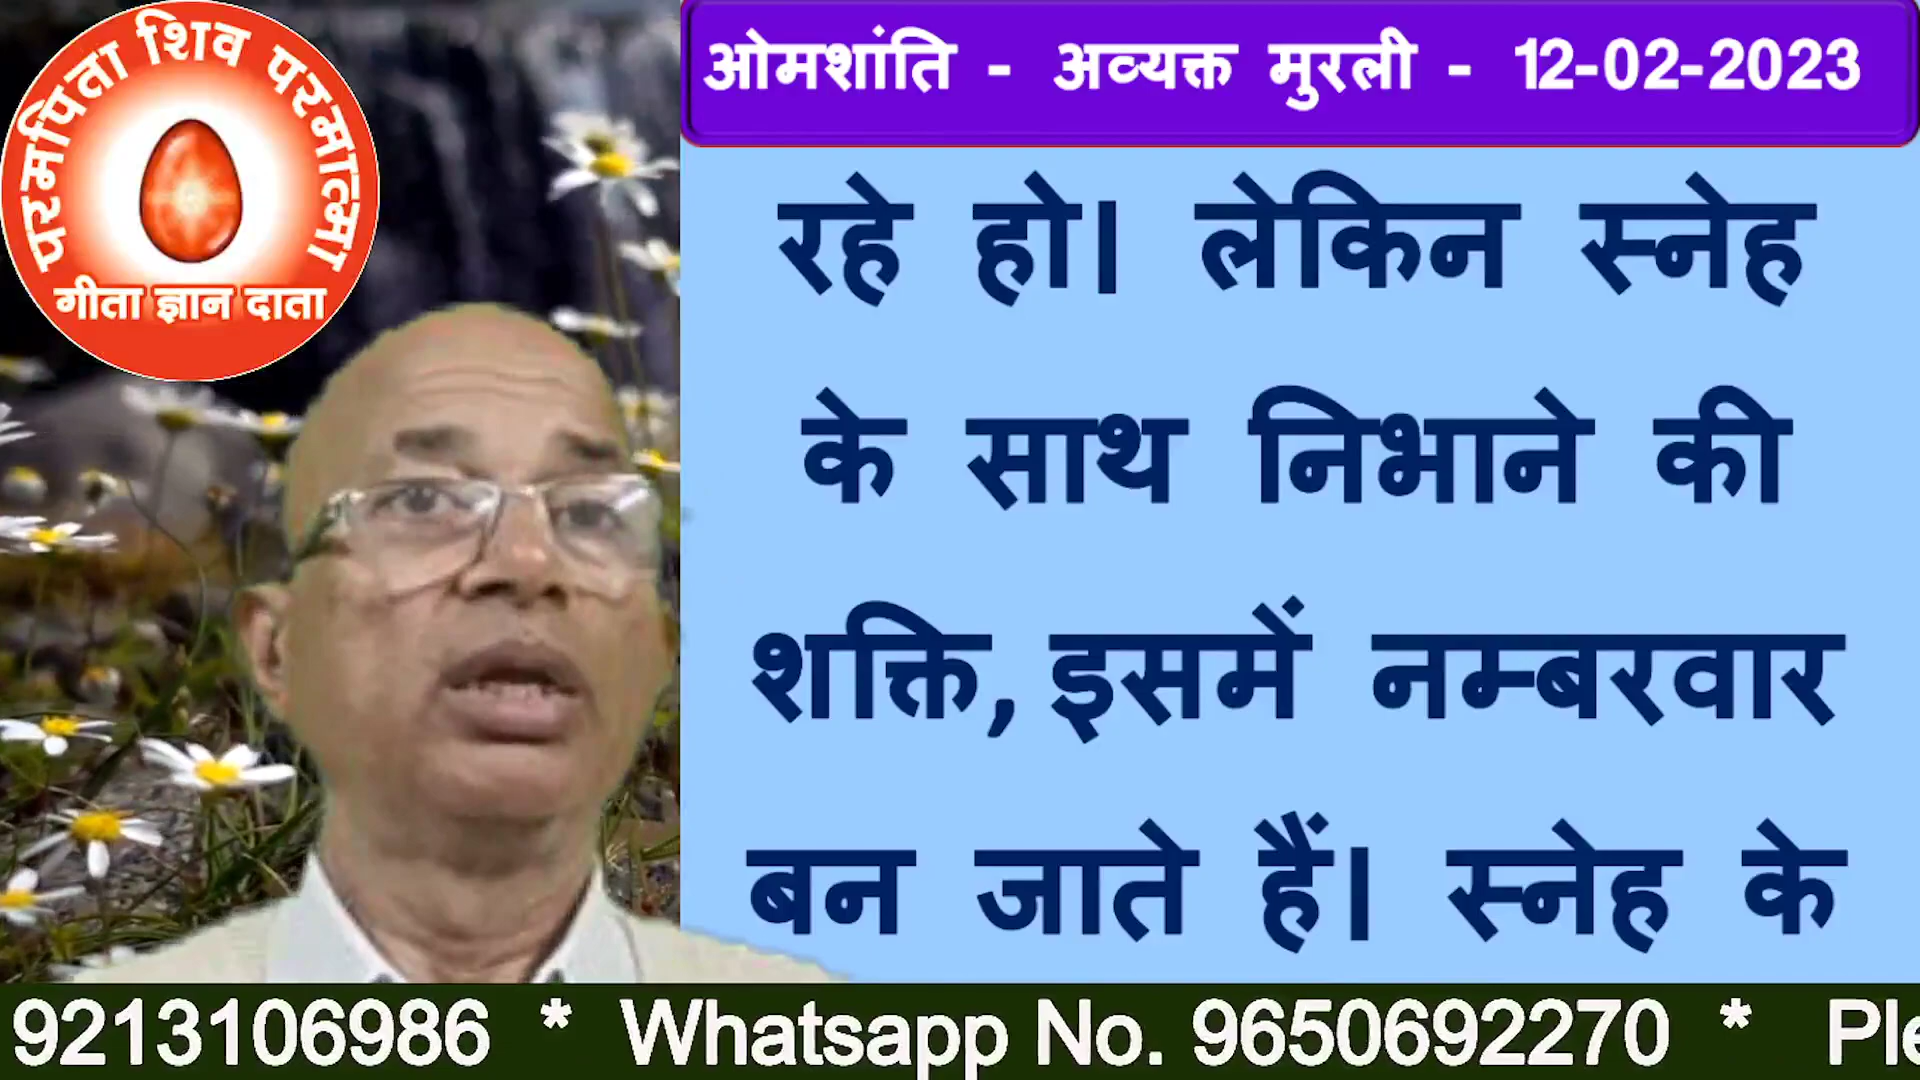 परमपिता शिव परमात्मा
गीता ज्ञान दाता
ओमशांति - अव्यक्त मुरली - 12-02-2023
रहे हो। लेकिन स्नेह
के साथ निभाने की
शक्ति, इसमें नम्बरवार
बन जाते हैं। स्नेह के
9213106986 * Whatsapp No. 9650692270 *